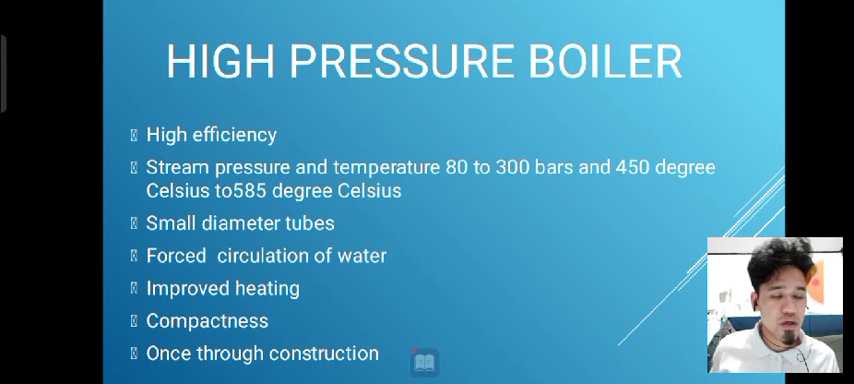 HIGH PRESSURE BOILER
High efficiency
Stream pressure and temperature 80 to 300 bars and 450 degree
Celsius to585 degree Celsius
Small diameter tubes
Forced  circulation of water
Improved heating
Compactness
Once through construction